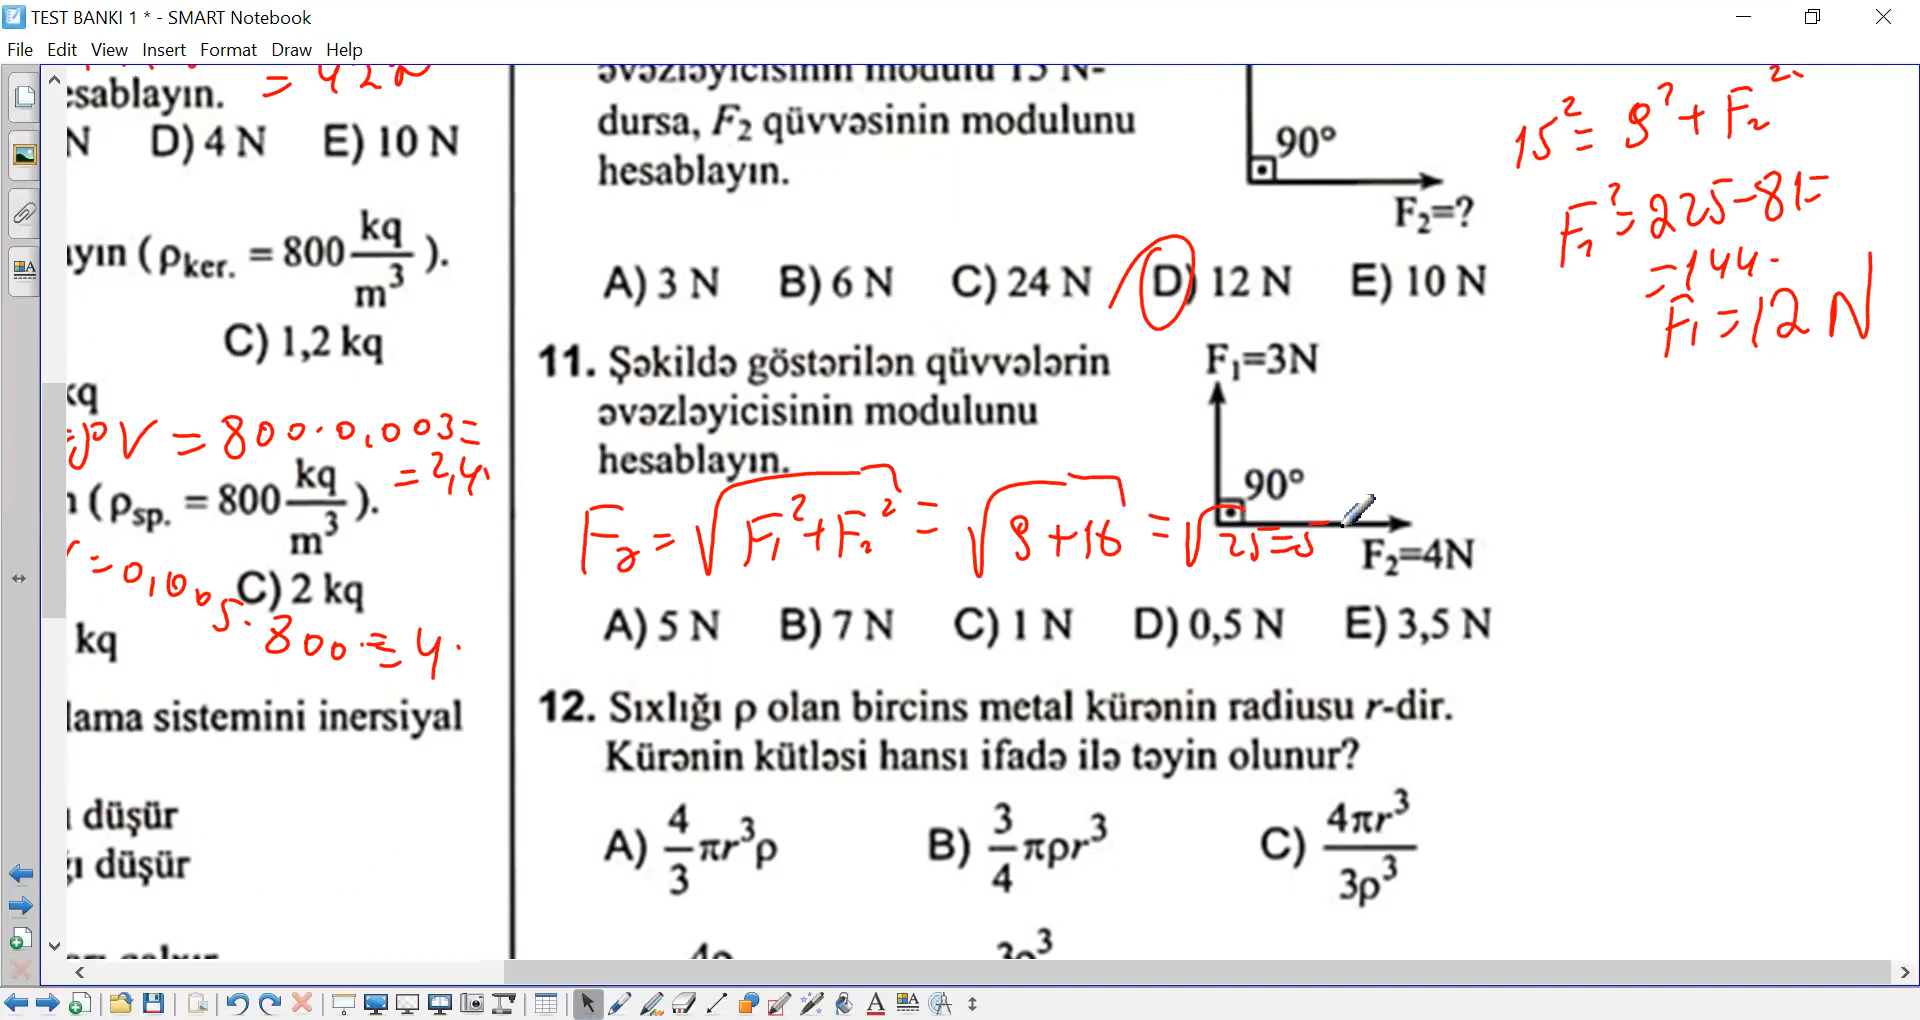 TEST BANKI 1 * - SMART Notebook
File Edit View Insert Format Draw Help
= 42 N
esablayın.
N D) 4 N E) 10 N
ayın (ρker. = 800 kq/m³ ).
C) 1,2 kq
kq
=ρV = 800·0,003=
= 2,4
(ρsp. = 800 kq/m³ ).
= 0,005·800 = 4.
C) 2 kq
kq
lama sistemini inersiyal
düşür
düşür
əvəzləyicisinin modulu 15 N-
dursa, F₂ qüvvəsinin modulunu
hesablayın.
90°
F₂=?
A) 3 N B) 6 N C) 24 N D) 12 N E) 10 N
15² = 9² + F₂²
F₁² = 225-81=
=144.
F₁=12 N
11. Şəkildə göstərilən qüvvələrin
əvəzləyicisinin modulunu
hesablayın.
F₁=3N
90°
F₂=4N
= √F₁²+F₂² = √9+16 = √25=5
A) 5 N B) 7 N C) 1 N D) 0,5 N E) 3,5 N
12. Sıxlığı ρ olan bircins metal kürənin radiusu r-dir.
Kürənin kütləsi hansı ifadə ilə təyin olunur?
A) 4/3 πr³ρ B) 3/4 πρr³ C) 4πr³/3ρ³